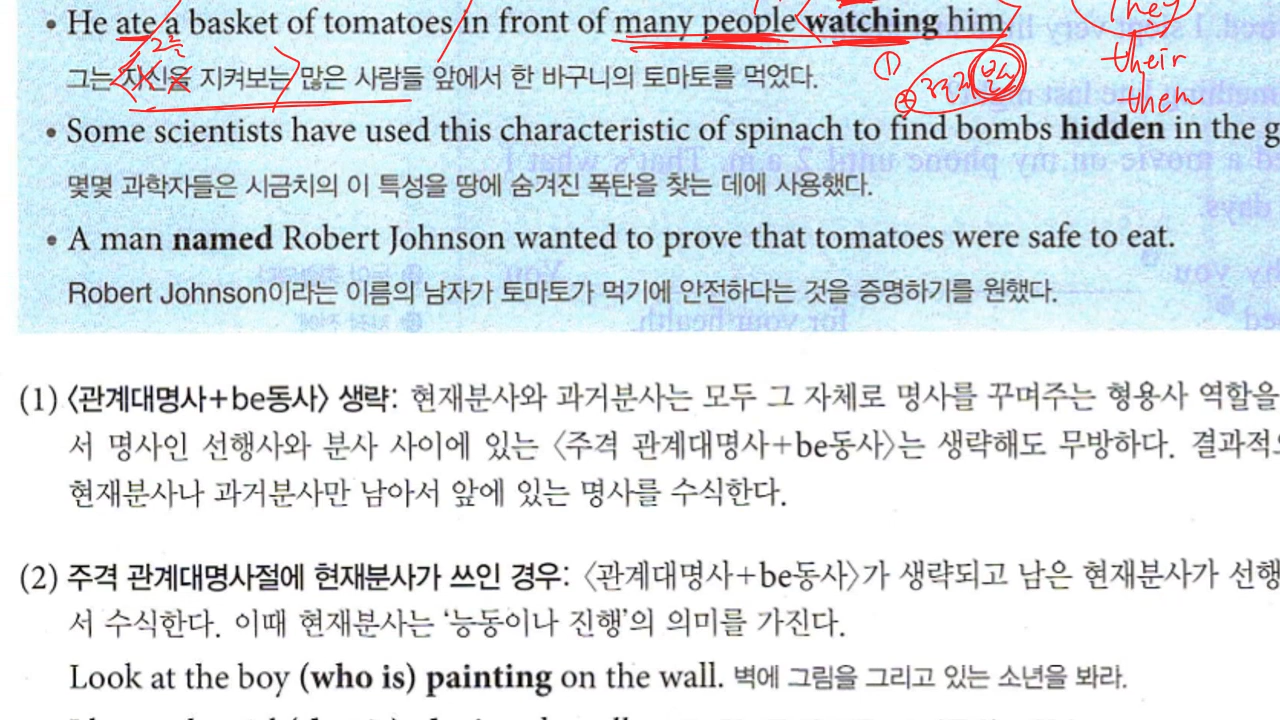 • He ate a basket of tomatoes in front of many people watching him.
They
their
them
그를
①
그는 자신을 지켜보는 많은 사람들 앞에서 한 바구니의 토마토를 먹었다.
• Some scientists have used this characteristic of spinach to find bombs hidden in the g
몇몇 과학자들은 시금치의 이 특성을 땅에 숨겨진 폭탄을 찾는 데에 사용했다.
• A man named Robert Johnson wanted to prove that tomatoes were safe to eat.
Robert Johnson이라는 이름의 남자가 토마토가 먹기에 안전하다는 것을 증명하기를 원했다.
(1) 〈관계대명사+be동사〉 생략: 현재분사와 과거분사는 모두 그 자체로 명사를 꾸며주는 형용사 역할을
서 명사인 선행사와 분사 사이에 있는 〈주격 관계대명사+be동사〉는 생략해도 무방하다. 결과적으
현재분사나 과거분사만 남아서 앞에 있는 명사를 수식한다.
(2) 주격 관계대명사절에 현재분사가 쓰인 경우: 〈관계대명사+be동사〉가 생략되고 남은 현재분사가 선행
서 수식한다. 이때 현재분사는 ‘능동이나 진행’의 의미를 가진다.
Look at the boy (who is) painting on the wall. 벽에 그림을 그리고 있는 소년을 봐라.